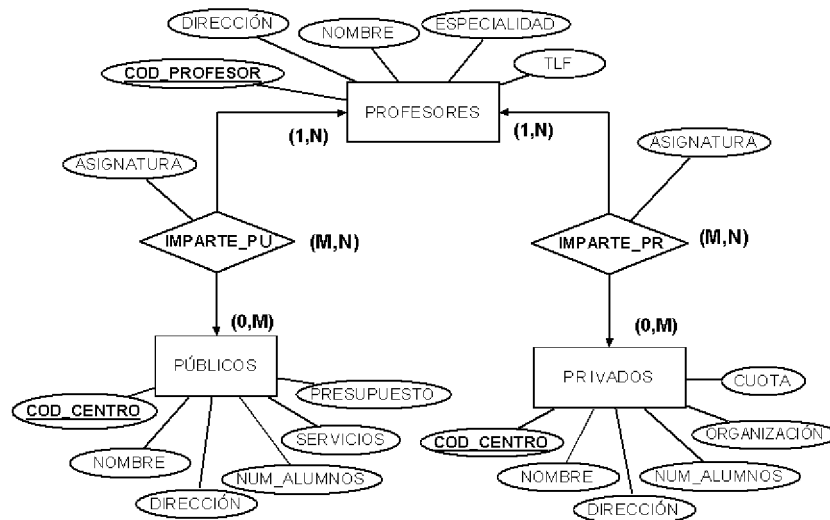 DIRECCIÓN
NOMBRE
ESPECIALIDAD
COD_PROFESOR
TLF
PROFESORES
(1,N)
(1,N)
ASIGNATURA
ASIGNATURA
IMPARTE_PU
(M,N)
IMPARTE_PR
(M,N)
(0,M)
(0,M)
PÚBLICOS
PRIVADOS
PRESUPUESTO
CUOTA
COD_CENTRO
SERVICIOS
ORGANIZACIÓN
COD_CENTRO
NOMBRE
NUM_ALUMNOS
NOMBRE
NUM_ALUMNOS
DIRECCIÓN
DIRECCIÓN